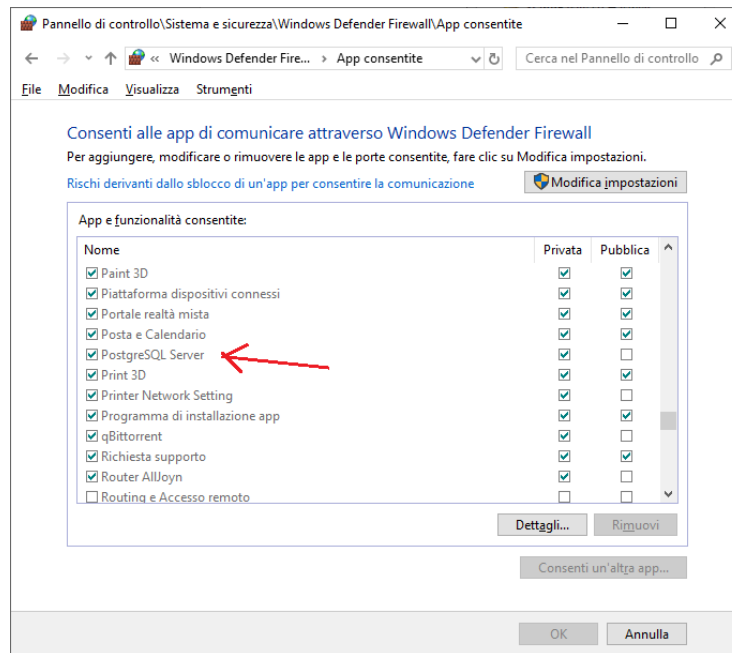 Pannello di controllo\Sistema e sicurezza\Windows Defender Firewall\App consentite
« Windows Defender Fire... › App consentite
Cerca nel Pannello di controllo
File Modifica Visualizza Strumenti
Consenti alle app di comunicare attraverso Windows Defender Firewall
Per aggiungere, modificare o rimuovere le app e le porte consentite, fare clic su Modifica impostazioni.
Rischi derivanti dallo sblocco di un'app per consentire la comunicazione
Modifica impostazioni
App e funzionalità consentite:
Nome Privata Pubblica
Paint 3D
Piattaforma dispositivi connessi
Portale realtà mista
Posta e Calendario
PostgreSQL Server
Print 3D
Printer Network Setting
Programma di installazione app
qBittorrent
Richiesta supporto
Router AllJoyn
Routing e Accesso remoto
Dettagli... Rimuovi
Consenti un'altra app...
OK Annulla